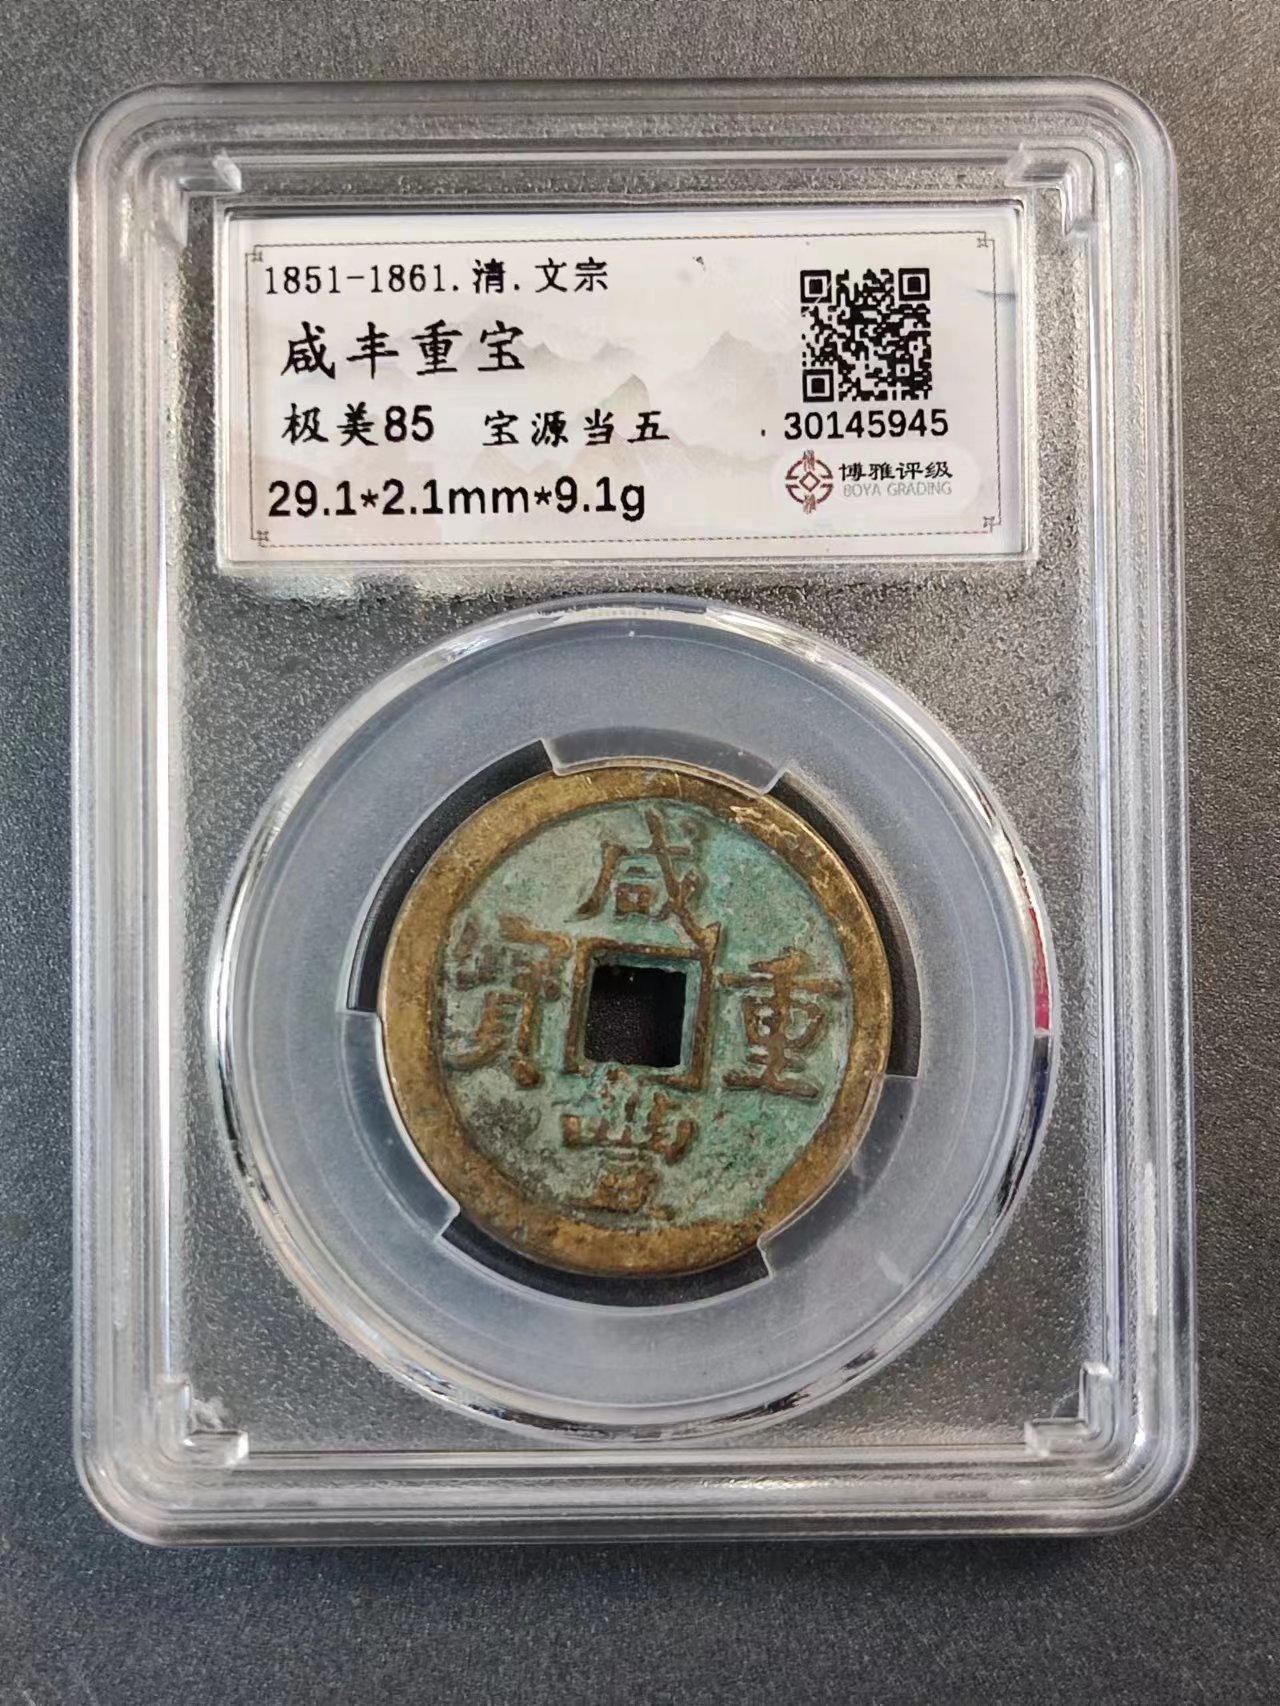 1851-1861.清.文宗
咸丰重宝
极美85 宝源当五
30145945
29.1*2.1mm*9.1g
博雅评级
BOYA GRADING
咸
寶 重
豐